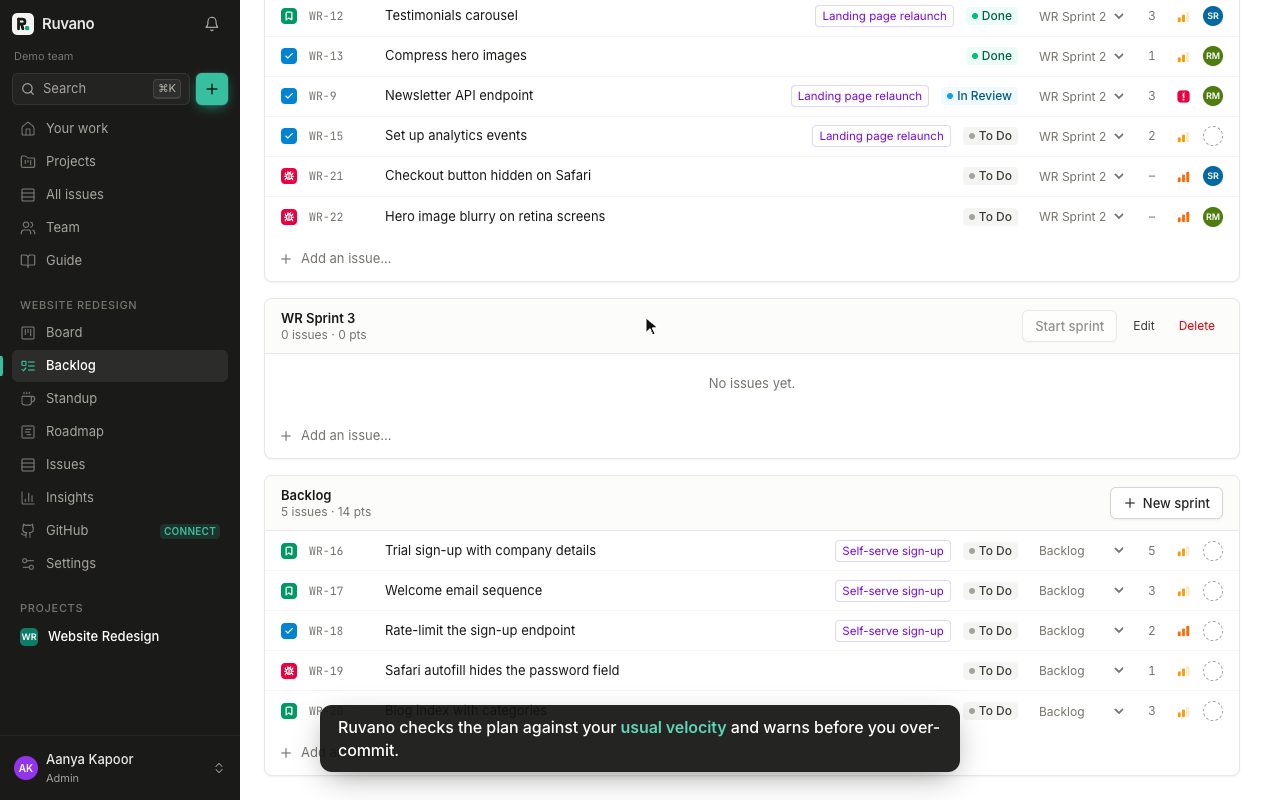 Ruvano
Demo team
Search ⌘K
Your work
Projects
All issues
Team
Guide
WEBSITE REDESIGN
Board
Backlog
Standup
Roadmap
Issues
Insights
GitHub CONNECT
Settings
PROJECTS
WR Website Redesign
AK Aanya Kapoor
Admin
WR-12 Testimonials carousel Landing page relaunch Done WR Sprint 2 3 SR
WR-13 Compress hero images Done WR Sprint 2 1 RM
WR-9 Newsletter API endpoint Landing page relaunch In Review WR Sprint 2 3 RM
WR-15 Set up analytics events Landing page relaunch To Do WR Sprint 2 2
WR-21 Checkout button hidden on Safari To Do WR Sprint 2 – SR
WR-22 Hero image blurry on retina screens To Do WR Sprint 2 – RM
Add an issue...
WR Sprint 3
0 issues · 0 pts
Start sprint Edit Delete
No issues yet.
Add an issue...
Backlog
5 issues · 14 pts
New sprint
WR-16 Trial sign-up with company details Self-serve sign-up To Do Backlog 5
WR-17 Welcome email sequence Self-serve sign-up To Do Backlog 3
WR-18 Rate-limit the sign-up endpoint Self-serve sign-up To Do Backlog 2
WR-19 Safari autofill hides the password field To Do Backlog 1
WR-20 Blog index with categories To Do Backlog 3
Add
Ruvano checks the plan against your usual velocity and warns before you over-
commit.